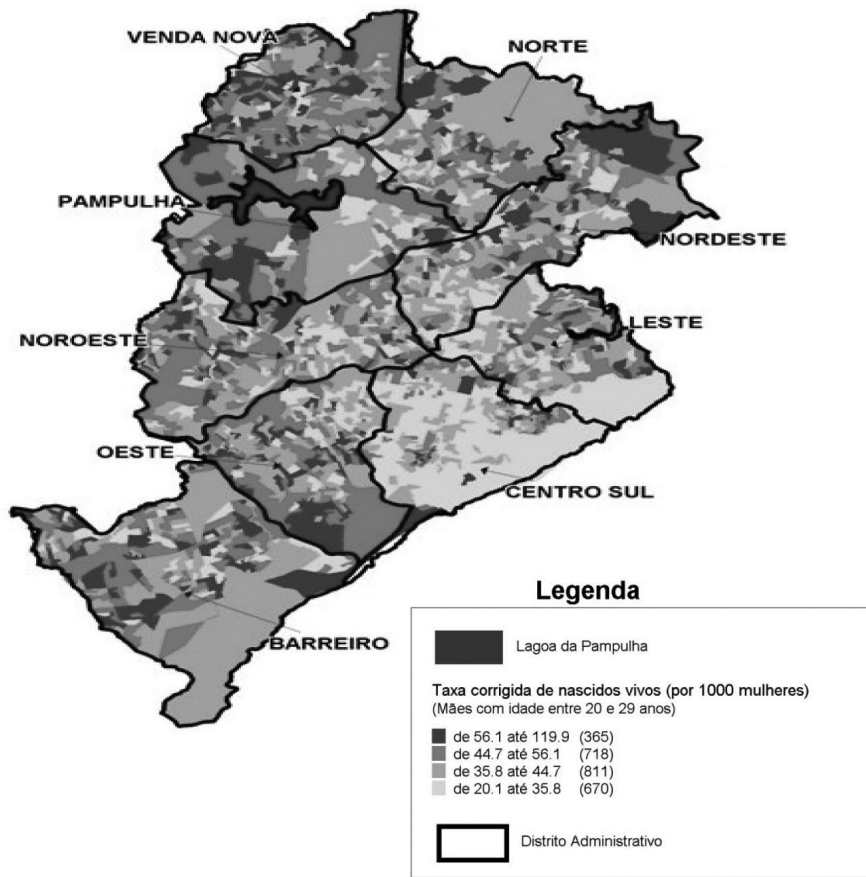 VENDA NOVA
NORTE
PAMPULHA
NORDESTE
NOROESTE
LESTE
OESTE
CENTRO SUL
BARREIRO
Legenda
Lagoa da Pampulha
Taxa corrigida de nascidos vivos (por 1000 mulheres)
(Mães com idade entre 20 e 29 anos)
de 56.1 até 119.9 (365)
de 44.7 até 56.1 (718)
de 35.8 até 44.7 (811)
de 20.1 até 35.8 (670)
Distrito Administrativo